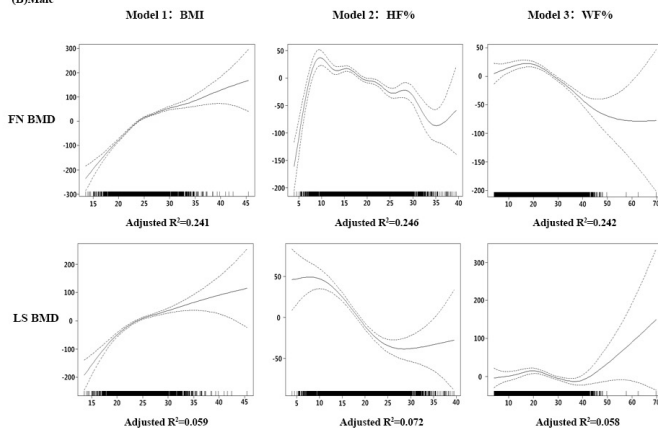 (B)Male
Model 1: BMI Model 2: HF% Model 3: WF%
FN BMD
300
200
100
0
-100
-200
-300
15 20 25 30 35 40 45
Adjusted R²=0.241
50
0
-50
-100
-150
-200
5 10 15 20 25 30 35 40
Adjusted R²=0.246
50
0
-50
-100
-150
-200
10 20 30 40 50 60 70
Adjusted R²=0.242
LS BMD
200
100
0
-100
-200
15 20 25 30 35 40 45
Adjusted R²=0.059
50
0
-50
5 10 15 20 25 30 35 40
Adjusted R²=0.072
300
200
100
0
10 20 30 40 50 60 70
Adjusted R²=0.058